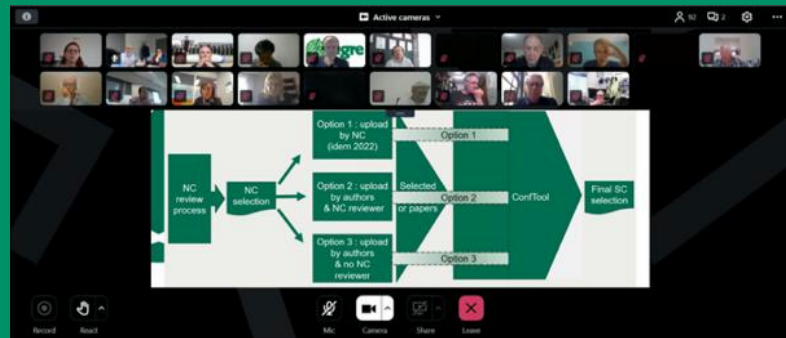 Active cameras
92
2
igre
Option 1 : upload
by NC
(idem 2022)
Option 1
NC
review
process
NC
selection
Option 2 : upload
by authors
& NC reviewer
Selected
or papers
Option 2
ConfTool
Final SC
selection
Option 3 : upload
by authors
& no NC
reviewer
Option 3
Record
React
Mic
Camera
Share
Leave